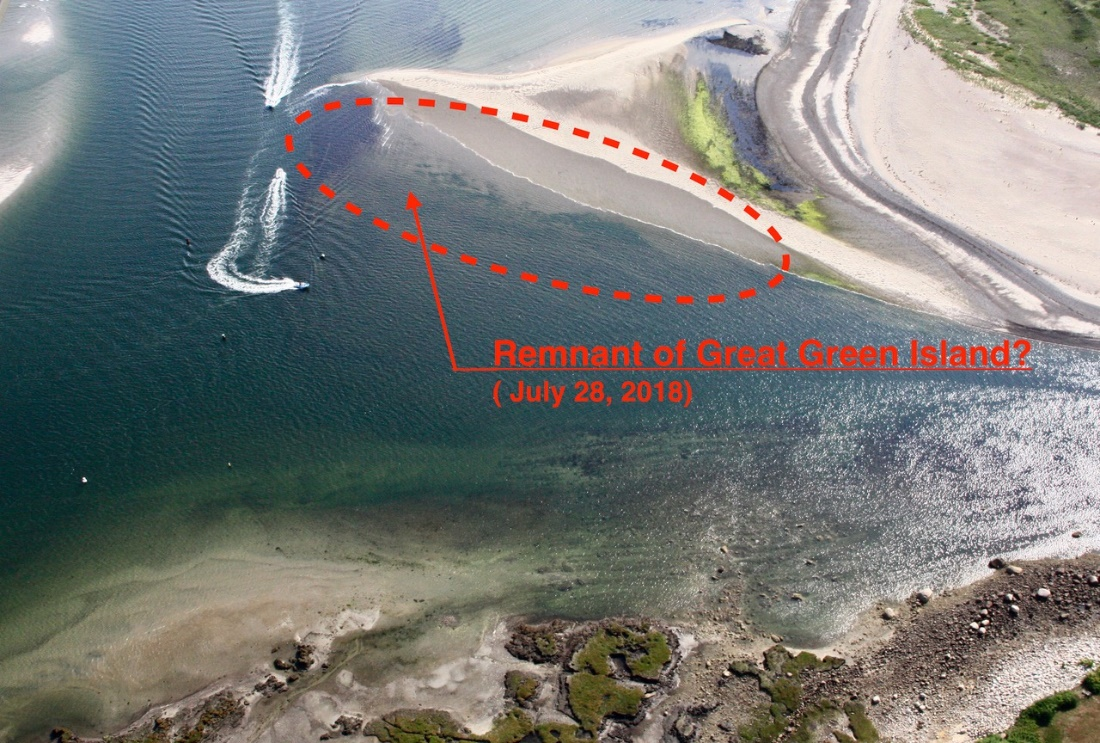 Remnant of Great Green Island?
( July 28, 2018)